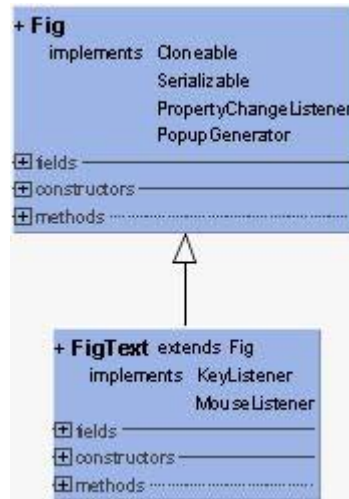 + Fig
implements Cloneable
Serializable
PropertyChangeListener
PopupGenerator
+ fields
+ constructors
+ methods
+ FigText extends Fig
implements KeyListener
MouseListener
+ fields
+ constructors
+ methods